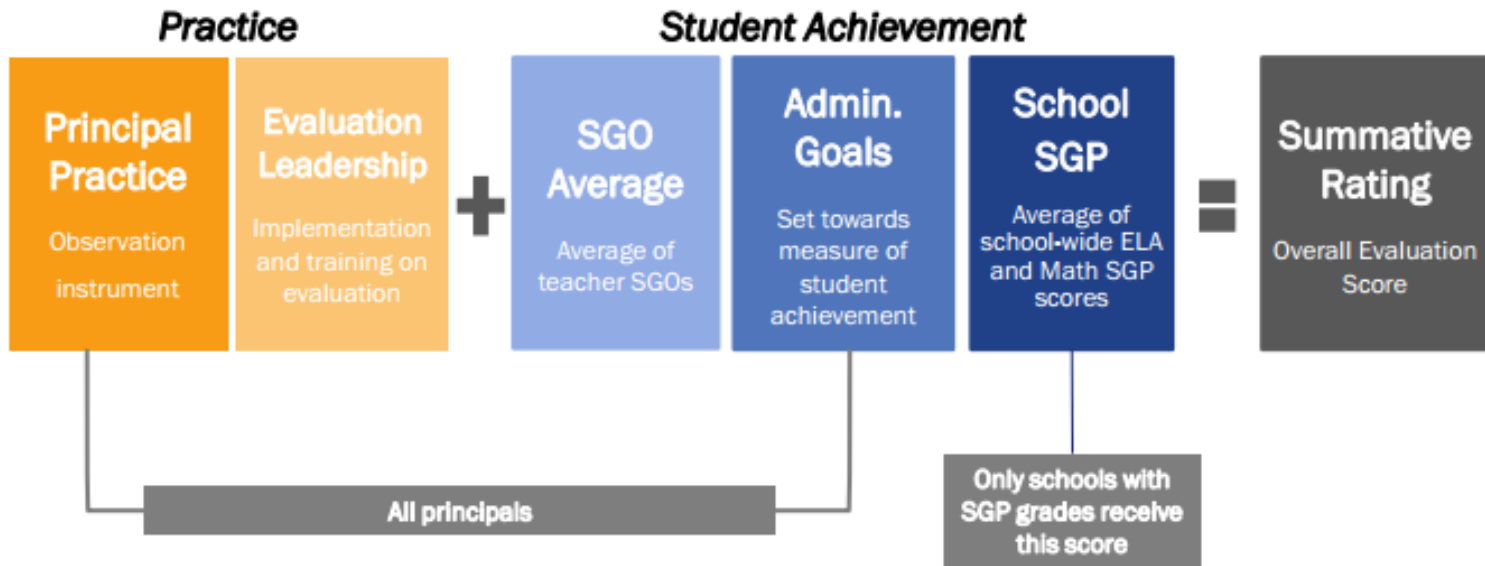 Practice
Student Achievement
Principal
Practice
Observation
instrument
Evaluation
Leadership
Implementation
and training on
evaluation
+
SGO
Average
Average of
teacher SGOs
Admin.
Goals
Set towards
measure of
student
achievement
School
SGP
Average of
school-wide ELA
and Math SGP
scores
=
Summative
Rating
Overall Evaluation
Score
All principals
Only schools with
SGP grades receive
this score